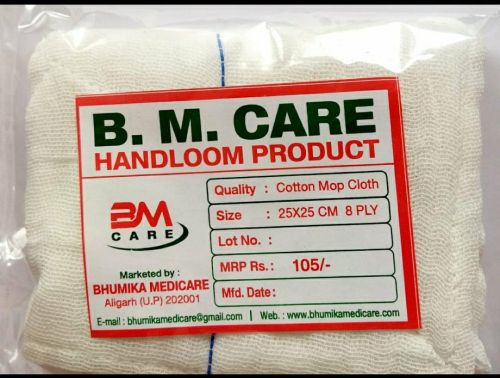 B. M. CARE
HANDLOOM PRODUCT
BM
CARE
Marketed by :
BHUMIKA MEDICARE
Aligarh (U.P) 202001
Quality : Cotton Mop Cloth
Size : 25X25 CM 8 PLY
Lot No. :
MRP Rs.: 105/-
Mfd. Date:
E-mail : bhumikamedicare@gmail.com | Web. : www.bhumikamedicare.com